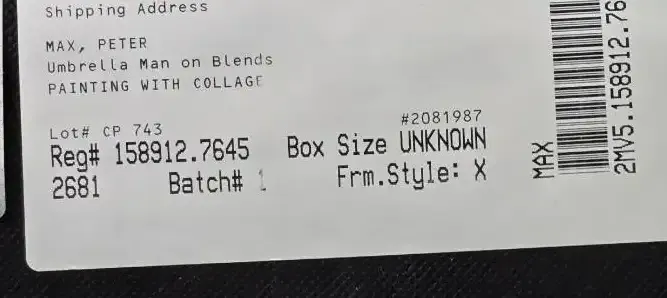 Shipping Address
MAX, PETER
Umbrella Man on Blends
PAINTING WITH COLLAGE
Lot# CP 743
#2081987
Reg# 158912.7645 Box Size UNKNOWN
2681 Batch# 1 Frm.Style: X
MAX
2MV5.158912.76